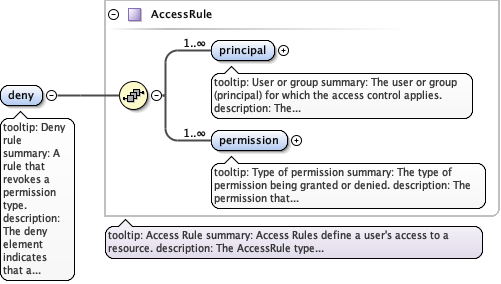 AccessRule
1..∞
principal
tooltip: User or group summary: The user or group
(principal) for which the access control applies.
description: The...
deny
tooltip: Deny
rule
summary: A
rule that
revokes a
permission
type.
description:
The deny
element
indicates
that a...
1..∞
permission
tooltip: Type of permission summary: The type of
permission being granted or denied. description: The
permission that...
tooltip: Access Rule summary: Access Rules define a user's access to a
resource. description: The AccessRule type...